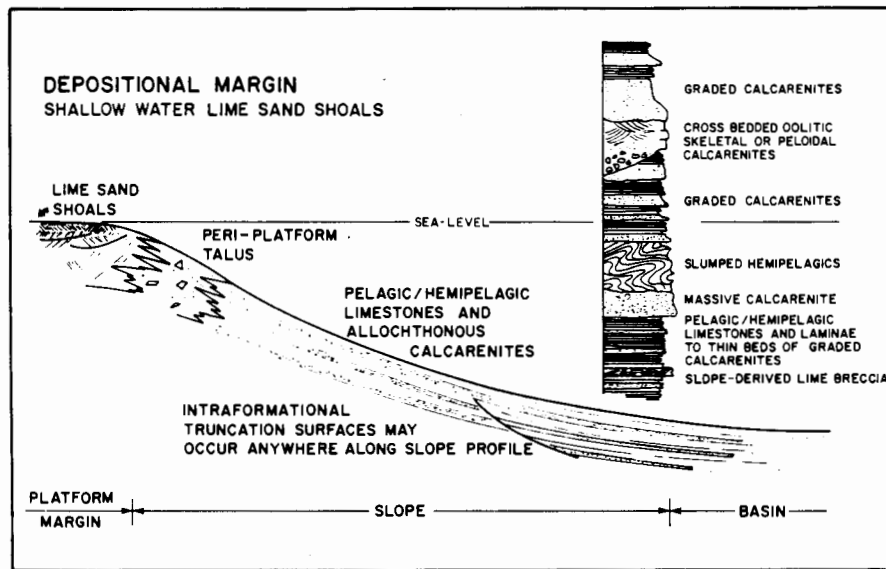 DEPOSITIONAL MARGIN
SHALLOW WATER LIME SAND SHOALS
LIME SAND
SHOALS
SEA-LEVEL
PERI-PLATFORM
TALUS
PELAGIC/HEMIPELAGIC
LIMESTONES AND
ALLOCHTHONOUS
CALCARENITES
INTRAFORMATIONAL
TRUNCATION SURFACES MAY
OCCUR ANYWHERE ALONG SLOPE PROFILE
GRADED CALCARENITES
CROSS BEDDED OOLITIC
SKELETAL OR PELOIDAL
CALCARENITES
GRADED CALCARENITES
SLUMPED HEMIPELAGICS
MASSIVE CALCARENITE
PELAGIC/HEMIPELAGIC
LIMESTONES AND LAMINAE
TO THIN BEDS OF GRADED
CALCARENITES
SLOPE-DERIVED LIME BRECCIA
PLATFORM
MARGIN
SLOPE
BASIN